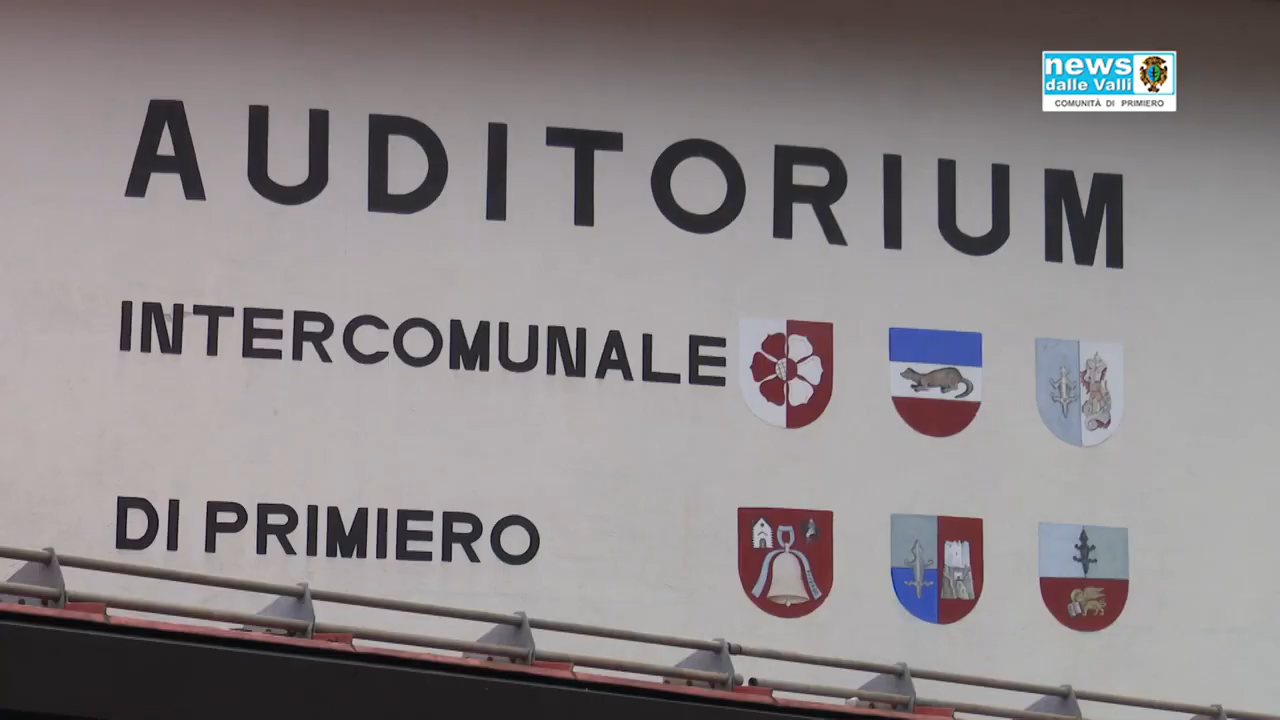 news
dalle Valli
COMUNITÀ DI PRIMIERO
AUDITORIUM
INTERCOMUNALE
DI PRIMIERO